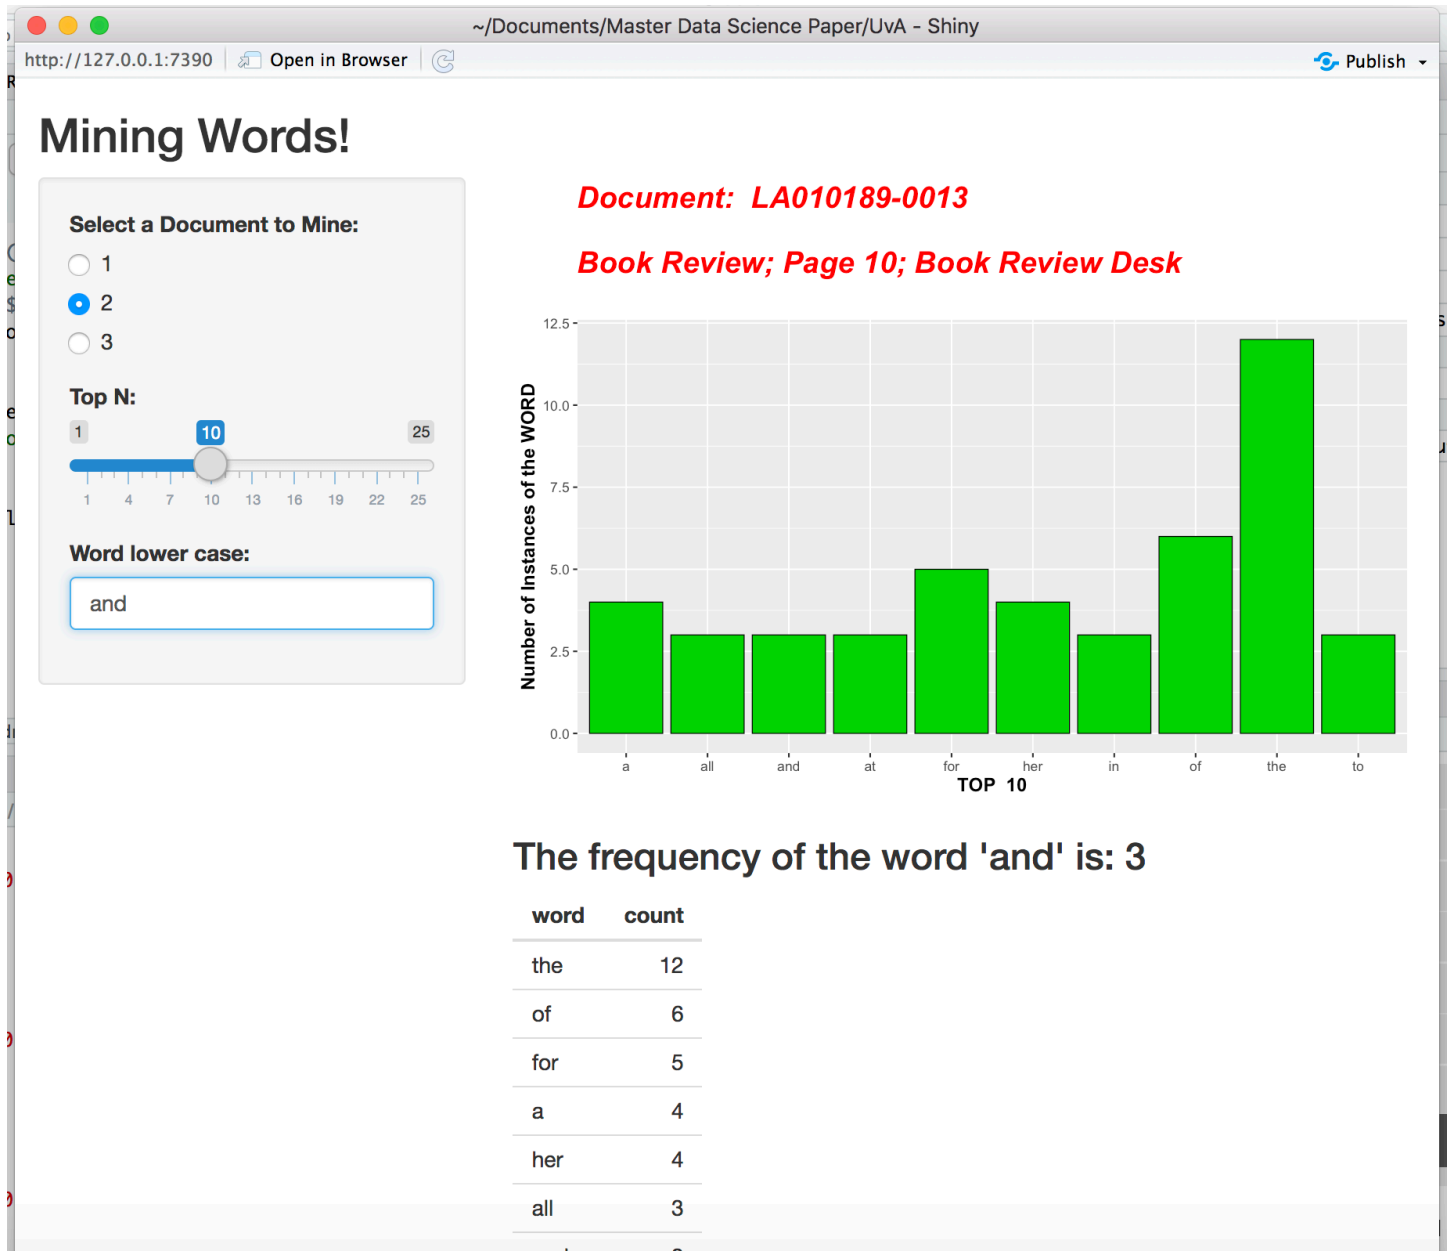 ~/Documents/Master Data Science Paper/UvA - Shiny
http://127.0.0.1:7390 Open in Browser Publish
Mining Words!
Select a Document to Mine:
1
2
3
Top N:
1 10 25
1 4 7 10 13 16 19 22 25
Word lower case:
and
Document: LA010189-0013
Book Review; Page 10; Book Review Desk
Number of Instances of the WORD
12.5
10.0
7.5
5.0
2.5
0.0
a all and at for her in of the to
TOP 10
The frequency of the word 'and' is: 3
word count
the 12
of 6
for 5
a 4
her 4
all 3